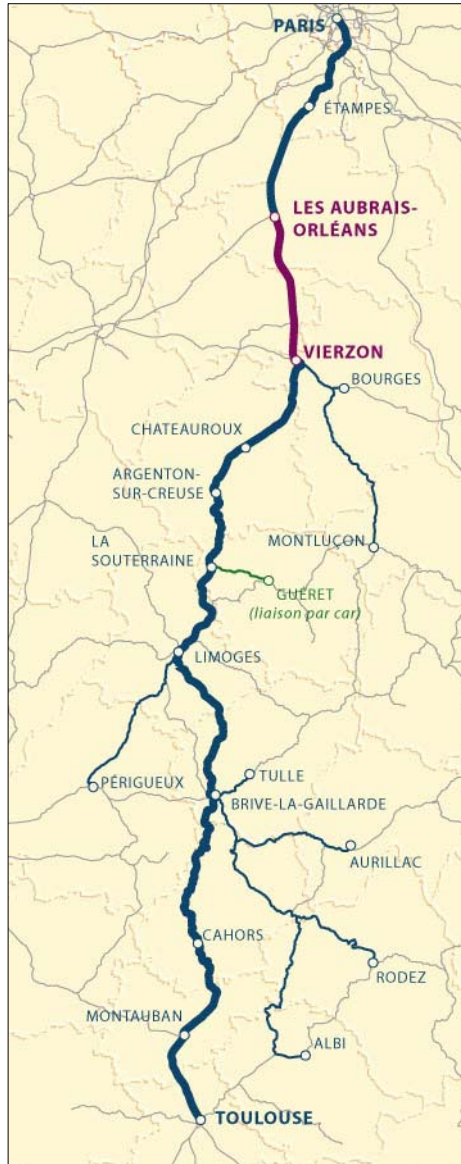 PARIS
ÉTAMPES
LES AUBRAIS-
ORLÉANS
VIERZON
BOURGES
CHATEAUROUX
ARGENTON-
SUR-CREUSE
LA
SOUTERRAINE
MONTLUÇON
GUÉRET
(liaison par car)
LIMOGES
TULLE
PÉRIGUEUX
BRIVE-LA-GAILLARDE
AURILLAC
CAHORS
RODEZ
MONTAUBAN
ALBI
TOULOUSE